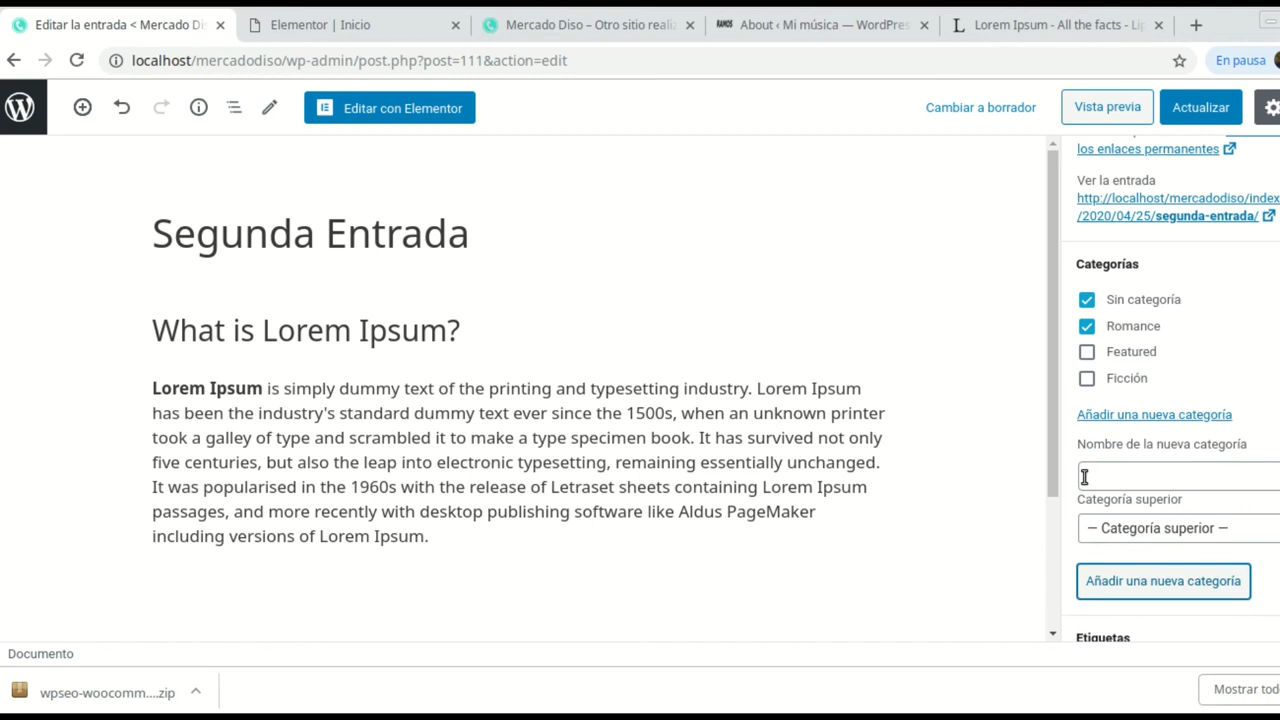 Editar la entrada < Mercado Di
Elementor | Inicio
Mercado Diso – Otro sitio realiz
RAMOS
About ‹ Mi música — WordPres
L
Lorem Ipsum - All the facts - Lip
localhost/mercadodiso/wp-admin/post.php?post=111&action=edit
En pausa
Editar con Elementor
Cambiar a borrador
Vista previa
Actualizar
los enlaces permanentes
Ver la entrada
http://localhost/mercadodiso/index
/2020/04/25/segunda-entrada/
Segunda Entrada
Categorías
Sin categoría
Romance
Featured
Ficción
What is Lorem Ipsum?
Lorem Ipsum is simply dummy text of the printing and typesetting industry. Lorem Ipsum
has been the industry's standard dummy text ever since the 1500s, when an unknown printer
took a galley of type and scrambled it to make a type specimen book. It has survived not only
five centuries, but also the leap into electronic typesetting, remaining essentially unchanged.
It was popularised in the 1960s with the release of Letraset sheets containing Lorem Ipsum
passages, and more recently with desktop publishing software like Aldus PageMaker
including versions of Lorem Ipsum.
Añadir una nueva categoría
Nombre de la nueva categoría
Categoría superior
— Categoría superior —
Añadir una nueva categoría
Etiquetas
Documento
wpseo-woocomm....zip
Mostrar todo